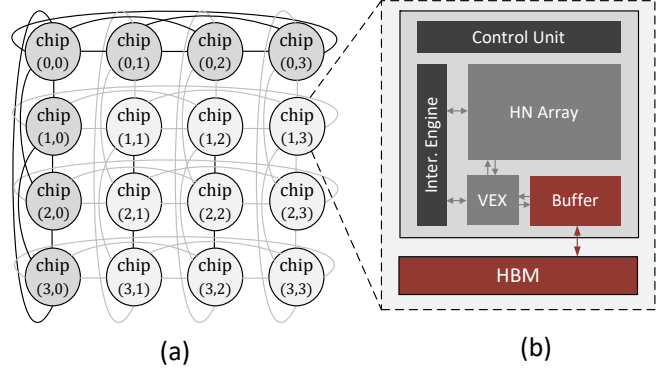 chip chip chip chip
(0,0) (0,1) (0,2) (0,3)
chip chip chip chip
(1,0) (1,1) (1,2) (1,3)
chip chip chip chip
(2,0) (2,1) (2,2) (2,3)
chip chip chip chip
(3,0) (3,1) (3,2) (3,3)
(a)
Control Unit
Inter. Engine
HN Array
VEX
Buffer
HBM
(b)